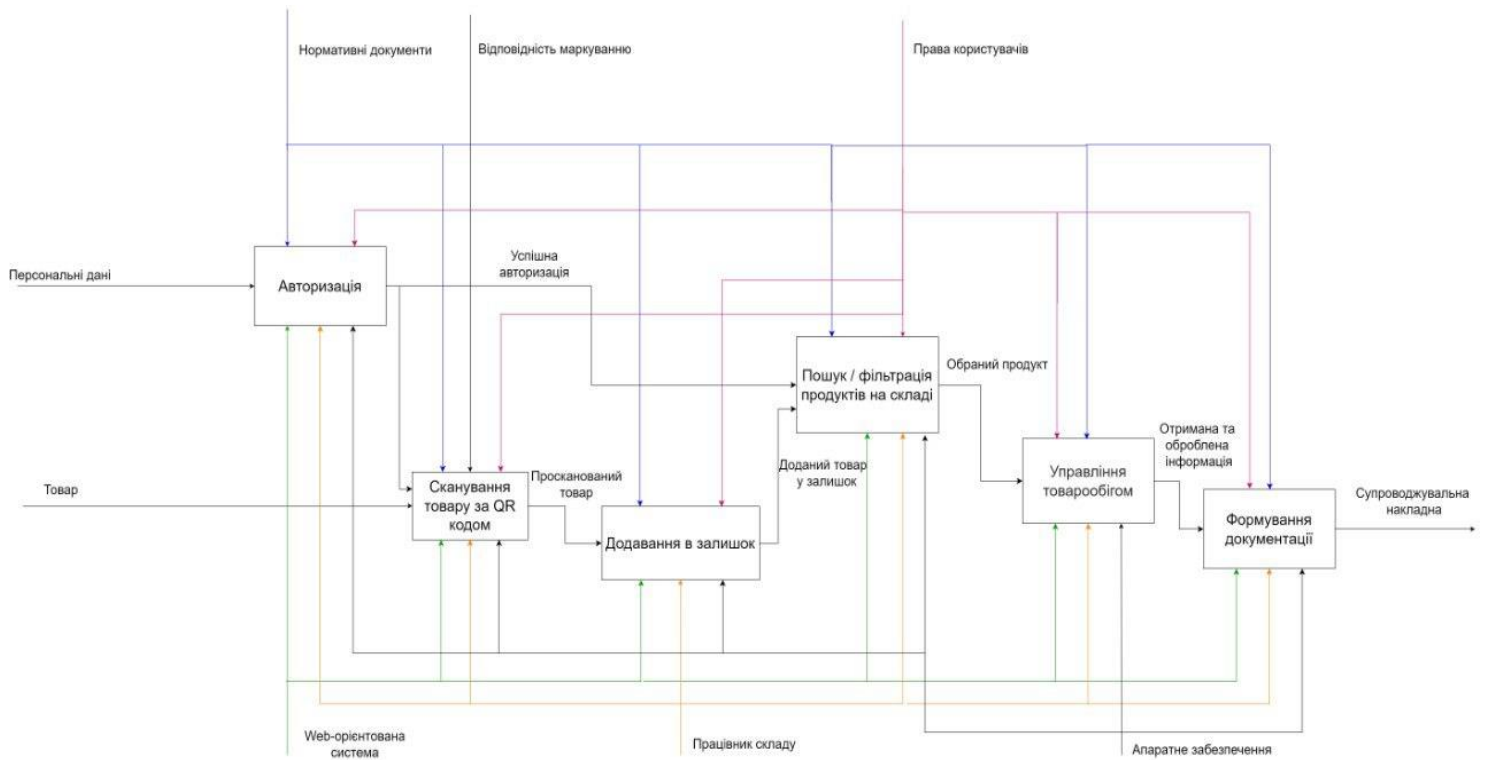 Нормативні документи
Відповідність маркуванню
Права користувачів
Персональні дані
Авторизація
Успішна
авторизація
Пошук / фільтрація
продуктів на складі
Обраний продукт
Товар
Сканування
товару за QR
кодом
Просканований
товар
Додавання в залишок
Доданий товар
у залишок
Управління
товарообігом
Отримана та
оброблена
інформація
Формування
документації
Супроводжувальна
накладна
Web-орієнтована
система
Працівник складу
Апаратне забезпечення